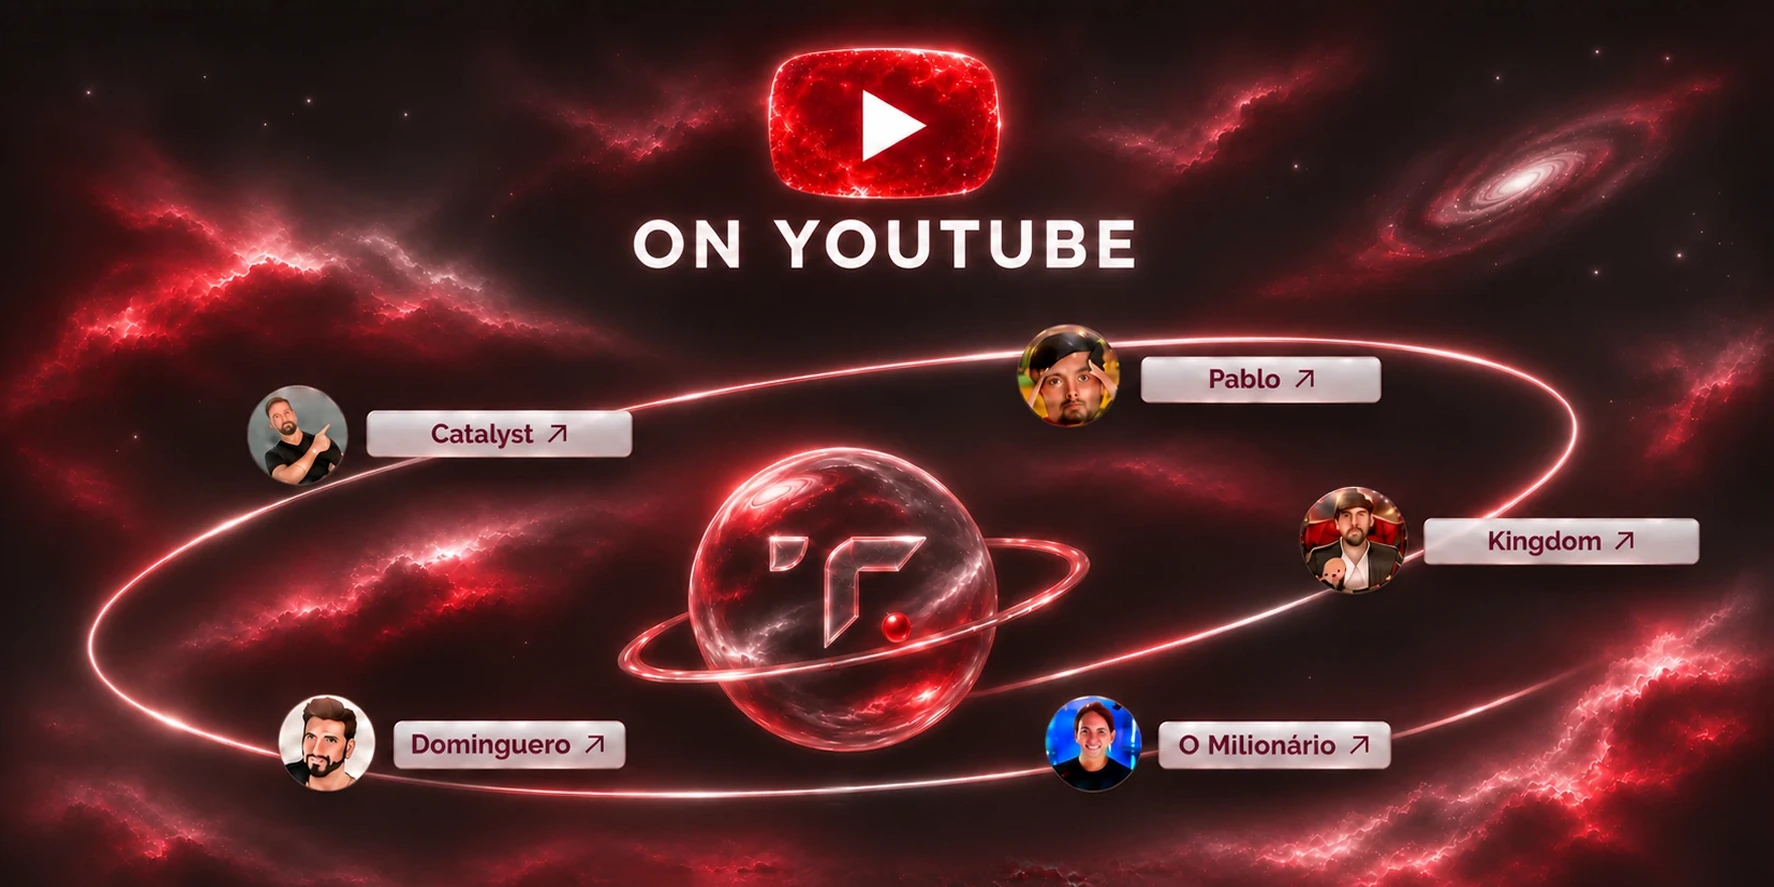 ON YOUTUBE
Pablo ↗
Catalyst ↗
Kingdom ↗
Dominguero ↗
O Milionário ↗